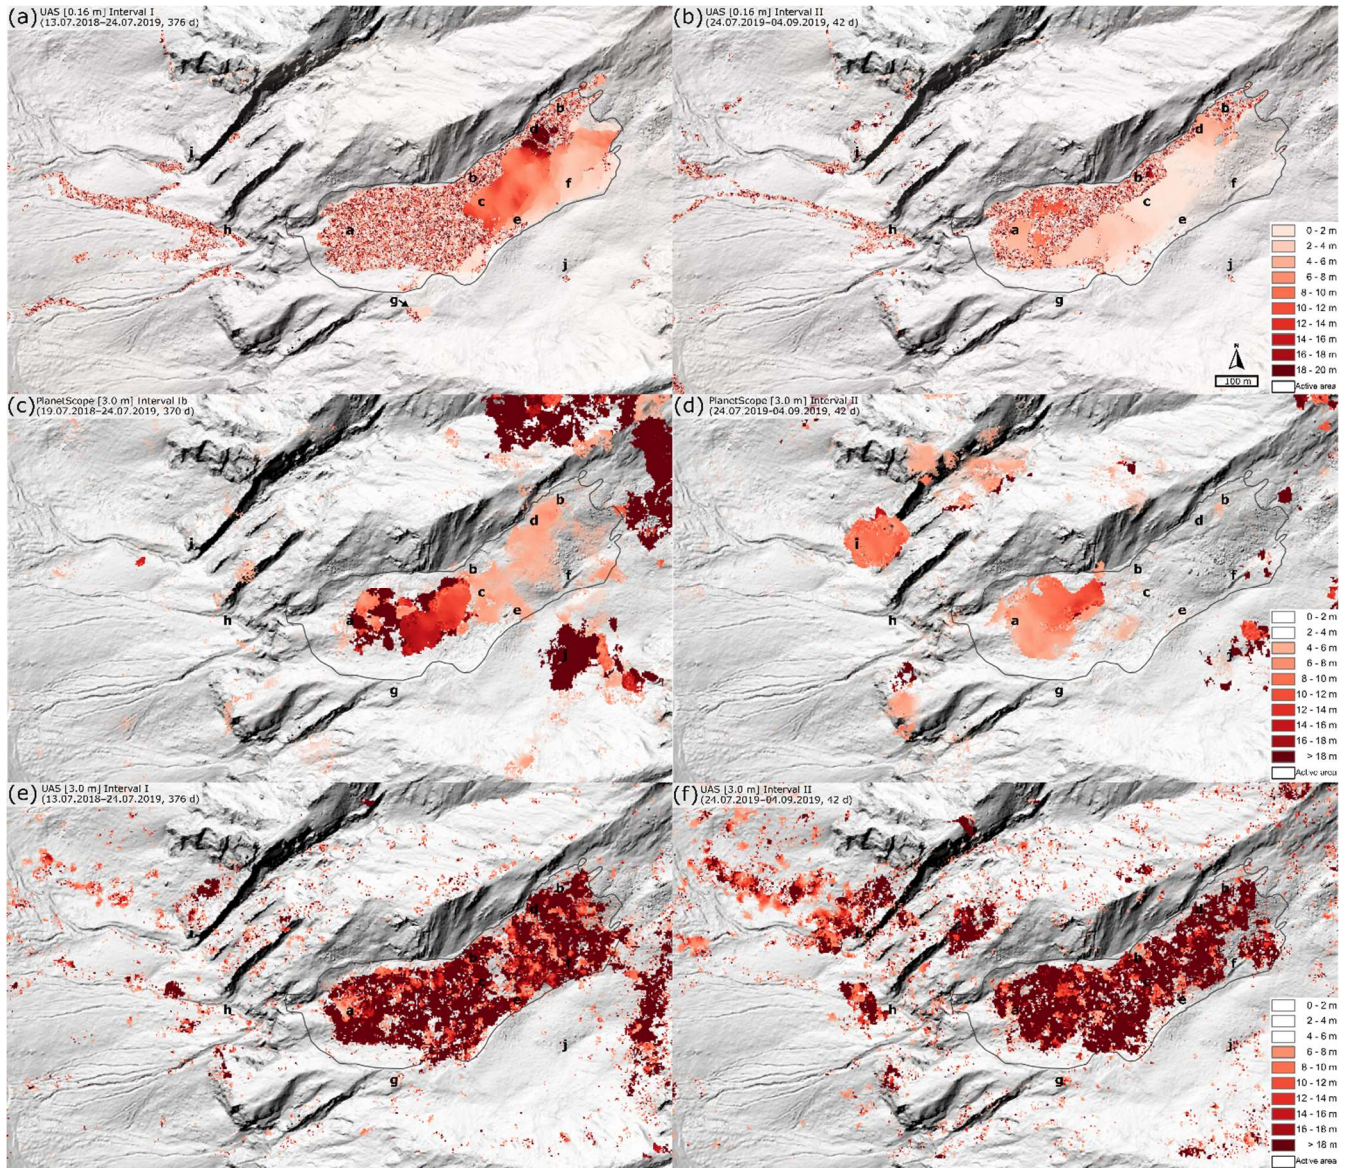 (a) UAS [0.16 m] Interval I
(13.07.2018–24.07.2019, 376 d)
b
d
i
b
f
c
a
e
h
j
g
(b) UAS [0.16 m] Interval II
(24.07.2019–04.09.2019, 42 d)
b
d
i
b
f
c
a
e
h
j
g
0 - 2 m
2 - 4 m
4 - 6 m
6 - 8 m
8 - 10 m
10 - 12 m
12 - 14 m
14 - 16 m
16 - 18 m
18 - 20 m
Active area
N
100 m
(c) PlanetScope [3.0 m] Interval Ib
(19.07.2018–24.07.2019, 370 d)
b
d
i
b
f
c
a
e
h
j
g
(d) PlanetScope [3.0 m] Interval II
(24.07.2019–04.09.2019, 42 d)
b
d
i
b
f
c
a
e
h
g
0 - 2 m
2 - 4 m
4 - 6 m
6 - 8 m
8 - 10 m
10 - 12 m
12 - 14 m
14 - 16 m
16 - 18 m
> 18 m
Active area
(e) UAS [3.0 m] Interval I
(13.07.2018–24.07.2019, 376 d)
b
a
h
j
g
(f) UAS [3.0 m] Interval II
(24.07.2019–04.09.2019, 42 d)
b
b
f
a
e
h
j
g
0 - 2 m
2 - 4 m
4 - 6 m
6 - 8 m
8 - 10 m
10 - 12 m
12 - 14 m
14 - 16 m
16 - 18 m
> 18 m
Active area